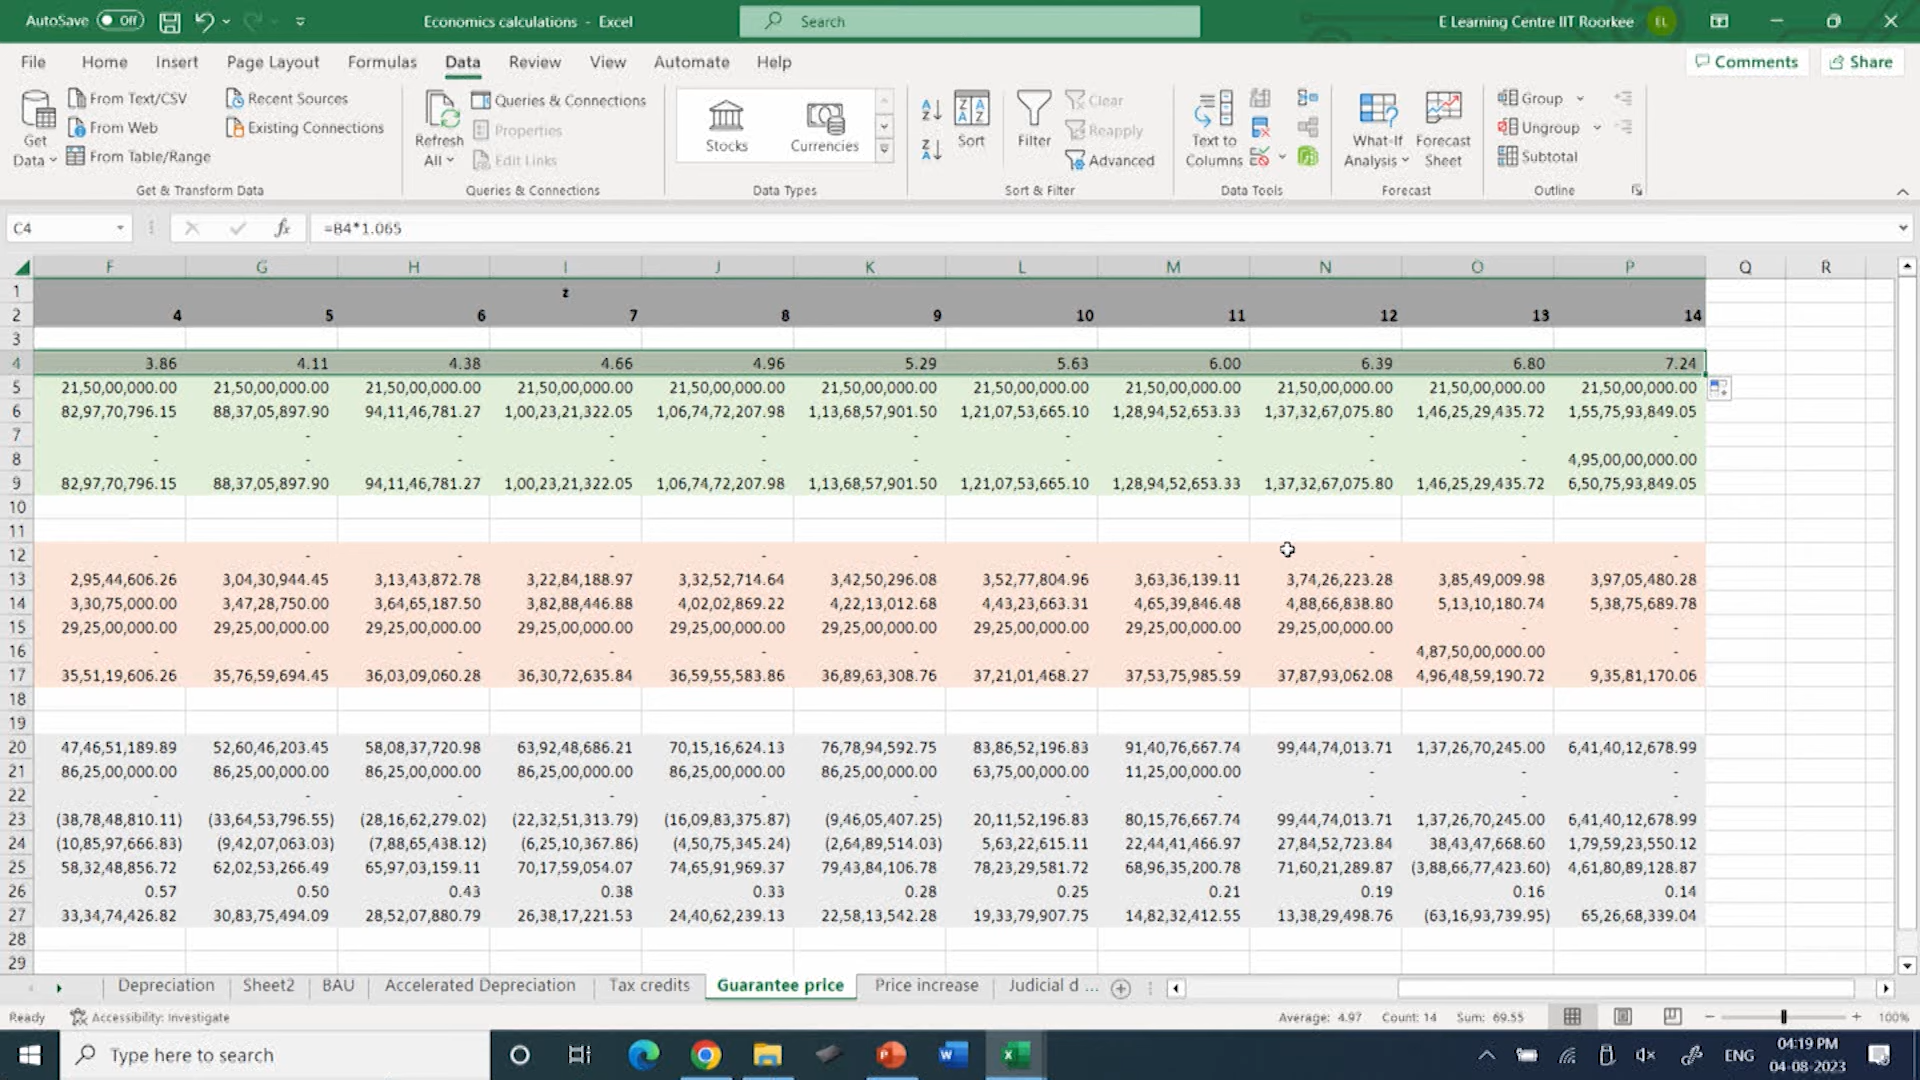 AutoSave Off Economics calculations - Excel Search E Learning Centre IIT Roorkee EL
File Home Insert Page Layout Formulas Data Review View Automate Help Comments Share
Get Data From Text/CSV From Web From Table/Range Recent Sources Existing Connections
Get & Transform Data
Refresh All Queries & Connections Properties Edit Links
Queries & Connections
Stocks Currencies
Data Types
Sort Filter Clear Reapply Advanced
Sort & Filter
Text to Columns
Data Tools
What-If Analysis Forecast Sheet
Forecast
Group Ungroup Subtotal
Outline
C4 fx =B4*1.065
F G H I J K L M N O P Q R
1 z
2 4 5 6 7 8 9 10 11 12 13 14
3
4 3.86 4.11 4.38 4.66 4.96 5.29 5.63 6.00 6.39 6.80 7.24
5 21,50,00,000.00 21,50,00,000.00 21,50,00,000.00 21,50,00,000.00 21,50,00,000.00 21,50,00,000.00 21,50,00,000.00 21,50,00,000.00 21,50,00,000.00 21,50,00,000.00 21,50,00,000.00
6 82,97,70,796.15 88,37,05,897.90 94,11,46,781.27 1,00,23,21,322.05 1,06,74,72,207.98 1,13,68,57,901.50 1,21,07,53,665.10 1,28,94,52,653.33 1,37,32,67,075.80 1,46,25,29,435.72 1,55,75,93,849.05
7 - - - - - - - - - - -
8 - - - - - - - - - - 4,95,00,00,000.00
9 82,97,70,796.15 88,37,05,897.90 94,11,46,781.27 1,00,23,21,322.05 1,06,74,72,207.98 1,13,68,57,901.50 1,21,07,53,665.10 1,28,94,52,653.33 1,37,32,67,075.80 1,46,25,29,435.72 6,50,75,93,849.05
10
11
12 - - - - - - - - - - -
13 2,95,44,606.26 3,04,30,944.45 3,13,43,872.78 3,22,84,188.97 3,32,52,714.64 3,42,50,296.08 3,52,77,804.96 3,63,36,139.11 3,74,26,223.28 3,85,49,009.98 3,97,05,480.28
14 3,30,75,000.00 3,47,28,750.00 3,64,65,187.50 3,82,88,446.88 4,02,02,869.22 4,22,13,012.68 4,43,23,663.31 4,65,39,846.48 4,88,66,838.80 5,13,10,180.74 5,38,75,689.78
15 29,25,00,000.00 29,25,00,000.00 29,25,00,000.00 29,25,00,000.00 29,25,00,000.00 29,25,00,000.00 29,25,00,000.00 29,25,00,000.00 29,25,00,000.00 - -
16 - - - - - - - - - 4,87,50,00,000.00 -
17 35,51,19,606.26 35,76,59,694.45 36,03,09,060.28 36,30,72,635.84 36,59,55,583.86 36,89,63,308.76 37,21,01,468.27 37,53,75,985.59 37,87,93,062.08 4,96,48,59,190.72 9,35,81,170.06
18
19
20 47,46,51,189.89 52,60,46,203.45 58,08,37,720.98 63,92,48,686.21 70,15,16,624.13 76,78,94,592.75 83,86,52,196.83 91,40,76,667.74 99,44,74,013.71 1,37,26,70,245.00 6,41,40,12,678.99
21 86,25,00,000.00 86,25,00,000.00 86,25,00,000.00 86,25,00,000.00 86,25,00,000.00 86,25,00,000.00 63,75,00,000.00 11,25,00,000.00 - - -
22 - - - - - - - - - - -
23 (38,78,48,810.11) (33,64,53,796.55) (28,16,62,279.02) (22,32,51,313.79) (16,09,83,375.87) (9,46,05,407.25) 20,11,52,196.83 80,15,76,667.74 99,44,74,013.71 1,37,26,70,245.00 6,41,40,12,678.99
24 (10,85,97,666.83) (9,42,07,063.03) (7,88,65,438.12) (6,25,10,367.86) (4,50,75,345.24) (2,64,89,514.03) 5,63,22,615.11 22,44,41,466.97 27,84,52,723.84 38,43,47,668.60 1,79,59,23,550.12
25 58,32,48,856.72 62,02,53,266.49 65,97,03,159.11 70,17,59,054.07 74,65,91,969.37 79,43,84,106.78 78,23,29,581.72 68,96,35,200.78 71,60,21,289.87 (3,88,66,77,423.60) 4,61,80,89,128.87
26 0.57 0.50 0.43 0.38 0.33 0.28 0.25 0.21 0.19 0.16 0.14
27 33,34,74,426.82 30,83,75,494.09 28,52,07,880.79 26,38,17,221.53 24,40,62,239.13 22,58,13,542.28 19,33,79,907.75 14,82,32,412.55 13,38,29,498.76 (63,16,93,739.95) 65,26,68,339.04
28
29
Depreciation Sheet2 BAU Accelerated Depreciation Tax credits Guarantee price Price increase Judicial d ...
Ready Accessibility: Investigate Average: 4.97 Count: 14 Sum: 69.55 100%
Type here to search ENG 04:19 PM
04-08-2023